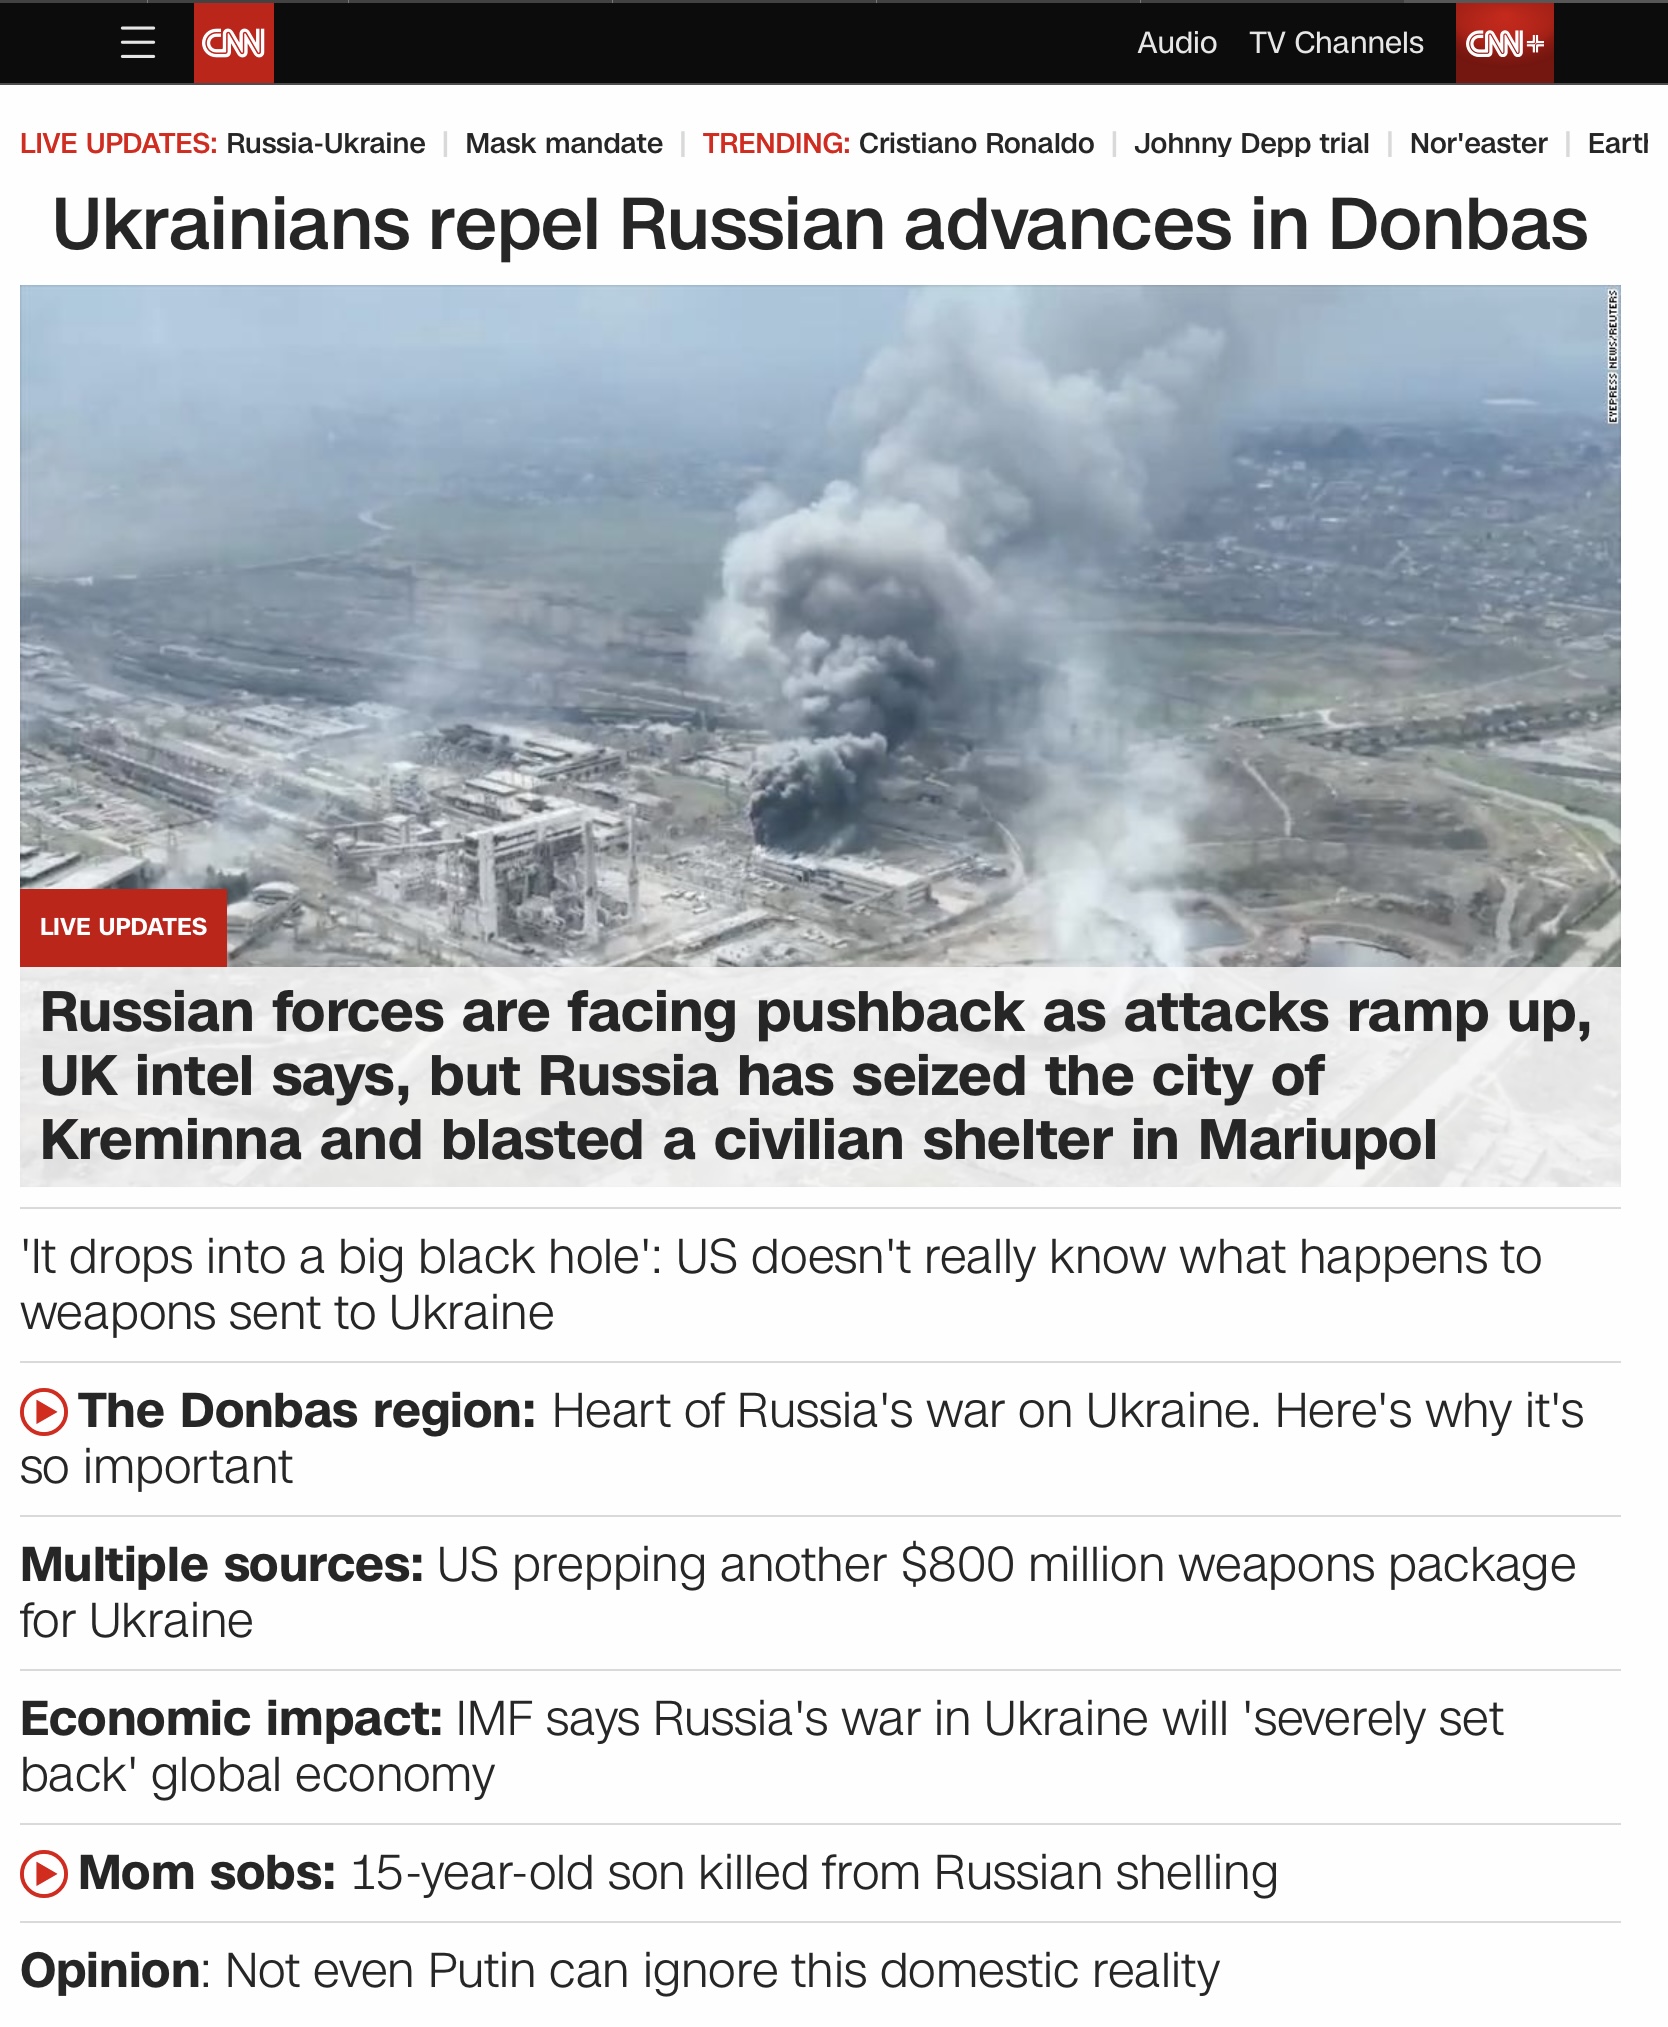 CNN
Audio TV Channels CNN+
LIVE UPDATES: Russia-Ukraine | Mask mandate | TRENDING: Cristiano Ronaldo | Johnny Depp trial | Nor'easter |
Ukrainians repel Russian advances in Donbas
EYEPRESS NEWS/REUTERS
LIVE UPDATES
Russian forces are facing pushback as attacks ramp up,
UK intel says, but Russia has seized the city of
Kreminna and blasted a civilian shelter in Mariupol
'It drops into a big black hole': US doesn't really know what happens to
weapons sent to Ukraine
The Donbas region: Heart of Russia's war on Ukraine. Here's why it's
so important
Multiple sources: US prepping another $800 million weapons package
for Ukraine
Economic impact: IMF says Russia's war in Ukraine will 'severely set
back' global economy
Mom sobs: 15-year-old son killed from Russian shelling
Opinion: Not even Putin can ignore this domestic reality